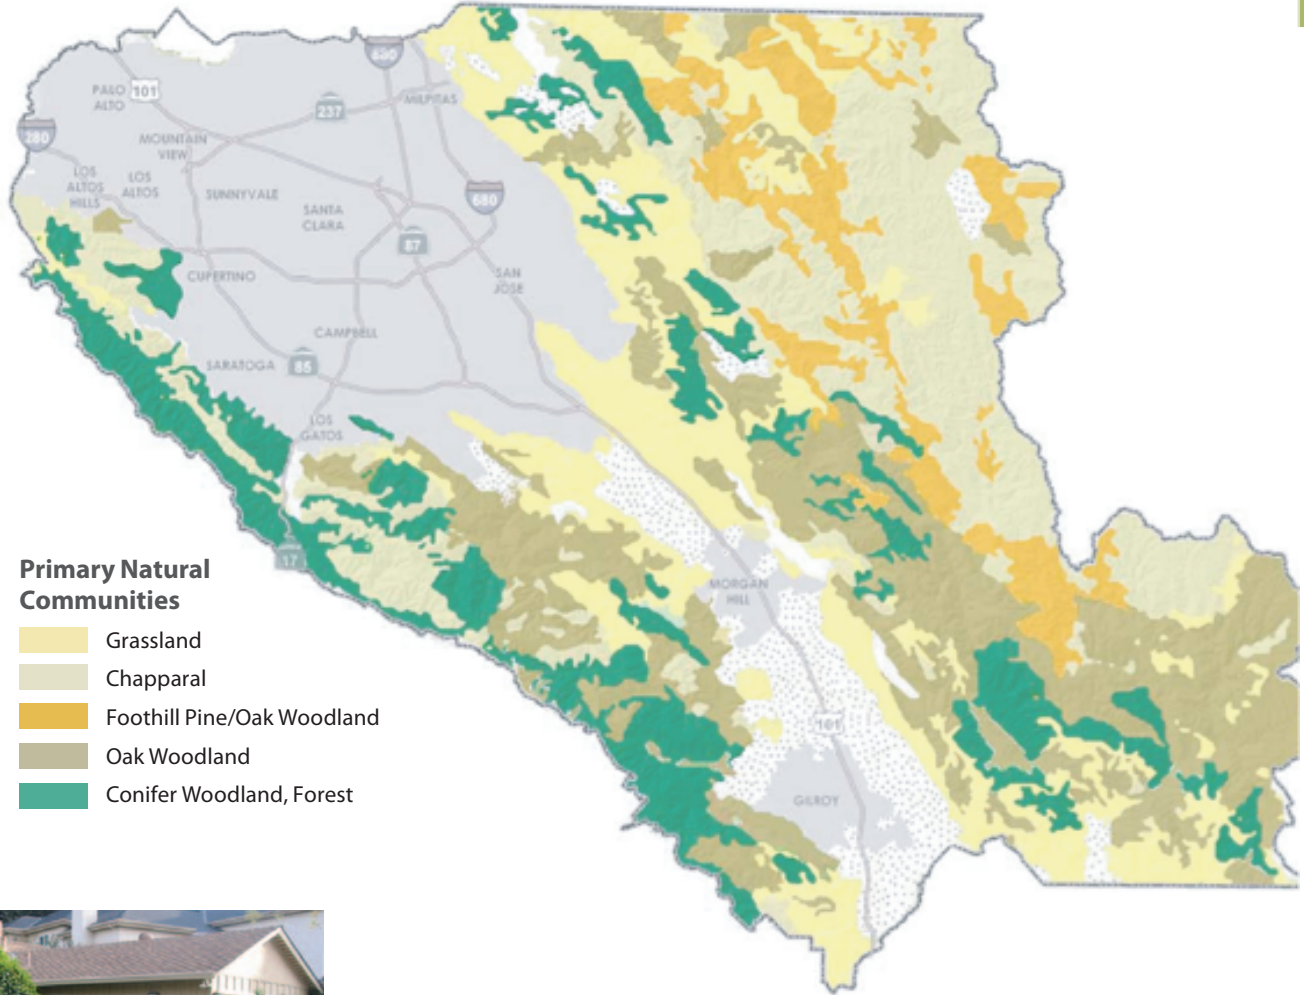 880
PALO
ALTO
101
237
MILPITAS
280
MOUNTAIN
VIEW
LOS
ALTOS
HILLS
LOS
ALTOS
SUNNYVALE
680
SANTA
CLARA
87
CUPERTINO
SAN
JOSE
CAMPBELL
SARATOGA
85
LOS
GATOS
17
MORGAN
HILL
101
GILROY
Primary Natural
Communities
Grassland
Chapparal
Foothill Pine/Oak Woodland
Oak Woodland
Conifer Woodland, Forest